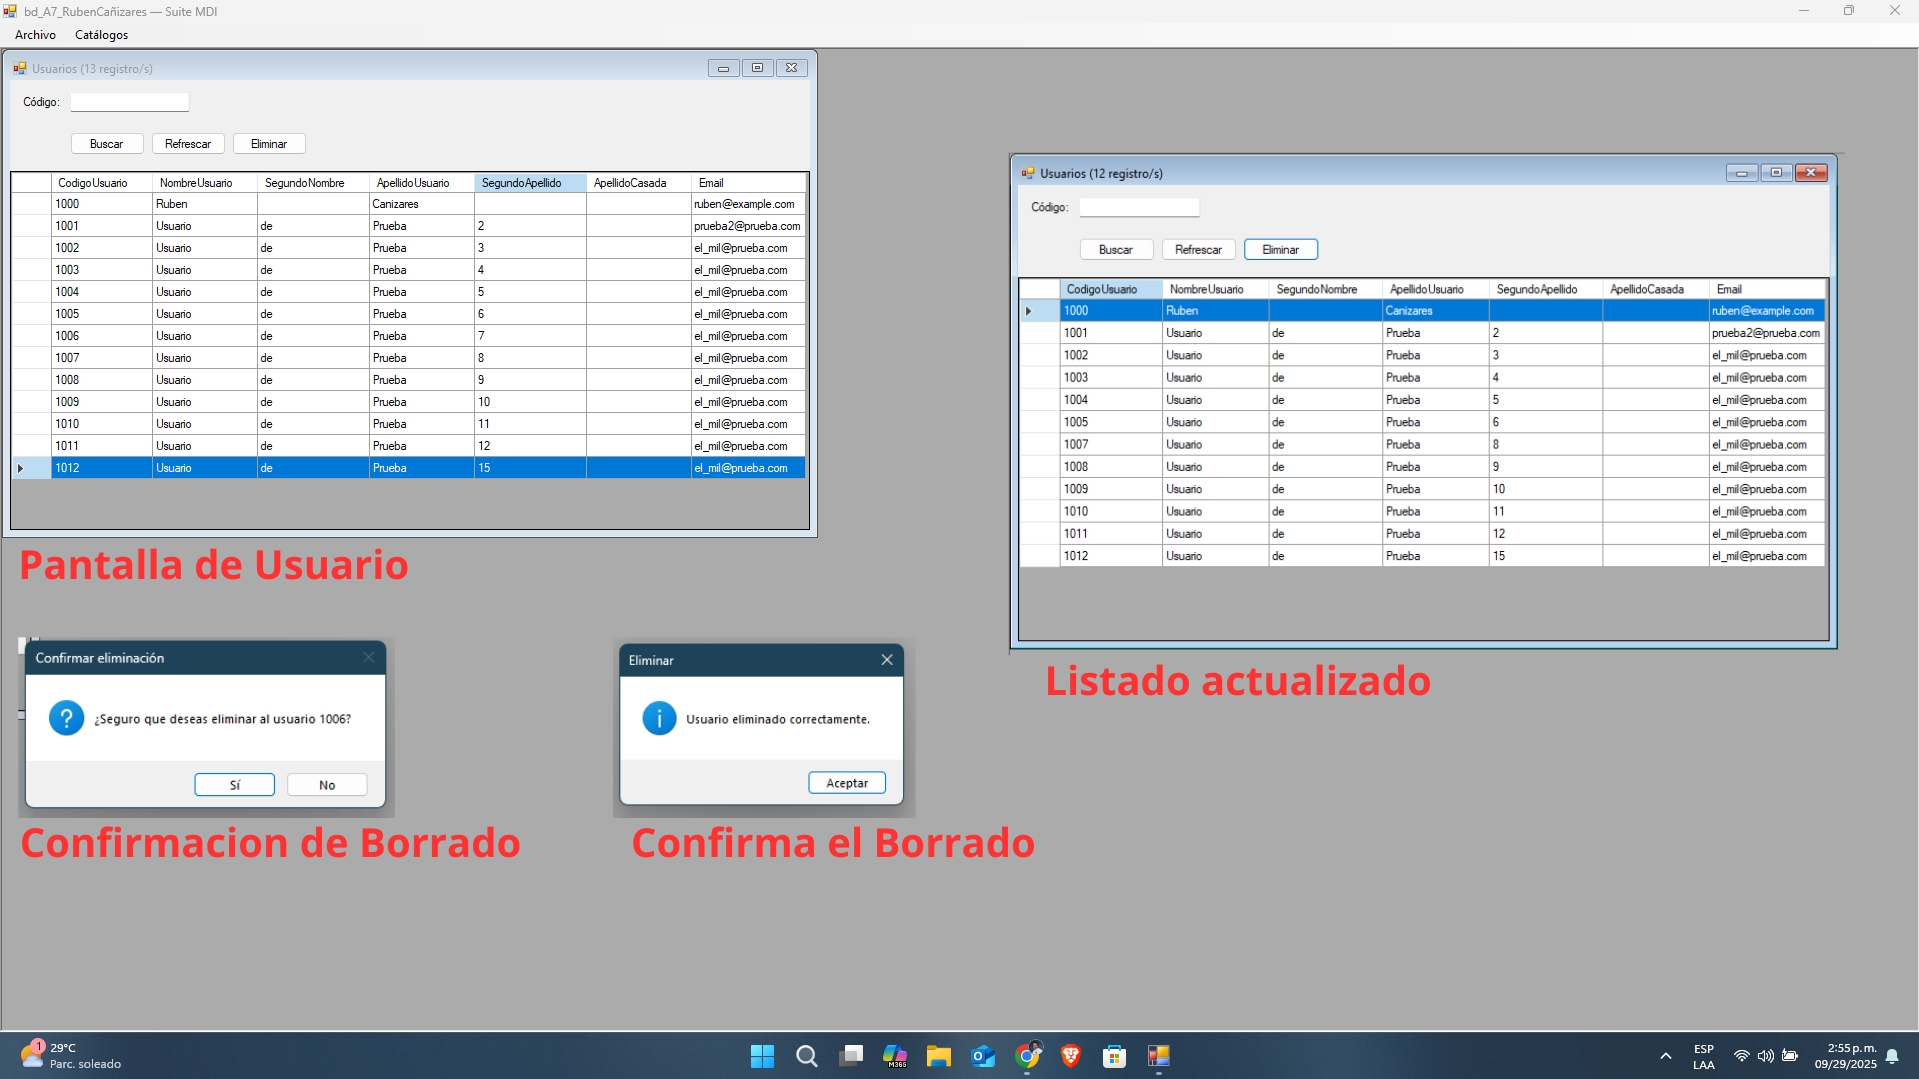 bd_A7_RubenCañizares — Suite MDI
Archivo Catálogos
Usuarios (13 registro/s)
Código:
Buscar Refrescar Eliminar
CodigoUsuario NombreUsuario SegundoNombre ApellidoUsuario SegundoApellido ApellidoCasada Email
1000 Ruben Canizares ruben@example.com
1001 Usuario de Prueba 2 prueba2@prueba.com
1002 Usuario de Prueba 3 el_mil@prueba.com
1003 Usuario de Prueba 4 el_mil@prueba.com
1004 Usuario de Prueba 5 el_mil@prueba.com
1005 Usuario de Prueba 6 el_mil@prueba.com
1006 Usuario de Prueba 7 el_mil@prueba.com
1007 Usuario de Prueba 8 el_mil@prueba.com
1008 Usuario de Prueba 9 el_mil@prueba.com
1009 Usuario de Prueba 10 el_mil@prueba.com
1010 Usuario de Prueba 11 el_mil@prueba.com
1011 Usuario de Prueba 12 el_mil@prueba.com
1012 Usuario de Prueba 15 el_mil@prueba.com
Pantalla de Usuario
Usuarios (12 registro/s)
Código:
Buscar Refrescar Eliminar
CodigoUsuario NombreUsuario SegundoNombre ApellidoUsuario SegundoApellido ApellidoCasada Email
1000 Ruben Canizares ruben@example.com
1001 Usuario de Prueba 2 prueba2@prueba.com
1002 Usuario de Prueba 3 el_mil@prueba.com
1003 Usuario de Prueba 4 el_mil@prueba.com
1004 Usuario de Prueba 5 el_mil@prueba.com
1005 Usuario de Prueba 6 el_mil@prueba.com
1007 Usuario de Prueba 8 el_mil@prueba.com
1008 Usuario de Prueba 9 el_mil@prueba.com
1009 Usuario de Prueba 10 el_mil@prueba.com
1010 Usuario de Prueba 11 el_mil@prueba.com
1011 Usuario de Prueba 12 el_mil@prueba.com
1012 Usuario de Prueba 15 el_mil@prueba.com
Listado actualizado
Confirmar eliminación
¿Seguro que deseas eliminar al usuario 1006?
Sí No
Confirmacion de Borrado
Eliminar
Usuario eliminado correctamente.
Aceptar
Confirma el Borrado
1
29°C
Parc. soleado
M365
ESP
LAA
2:55 p. m.
09/29/2025